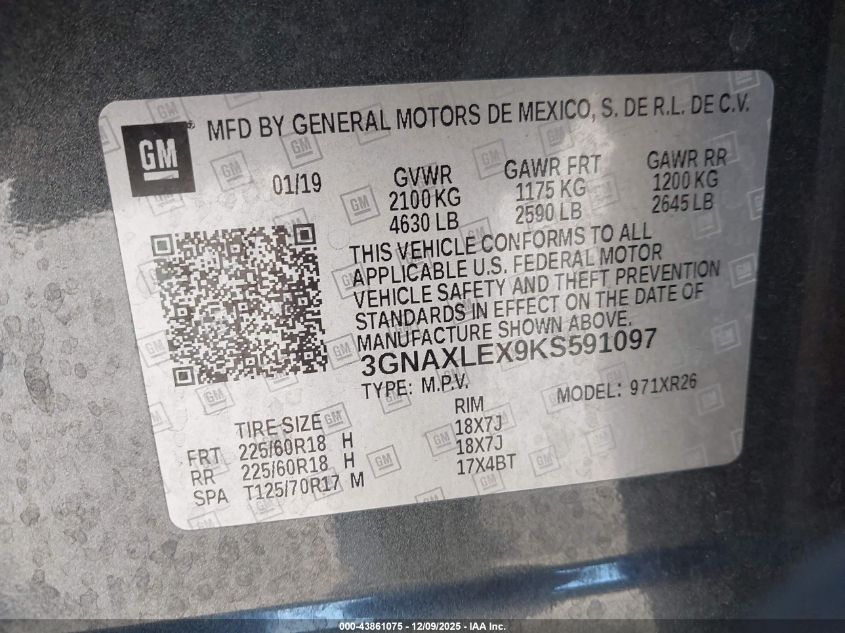 GM
® MFD BY GENERAL MOTORS DE MEXICO, S. DE R.L. DE C.V.
01/19
GVWR GAWR FRT GAWR RR
2100 KG 1175 KG 1200 KG
4630 LB 2590 LB 2645 LB
THIS VEHICLE CONFORMS TO ALL
APPLICABLE U.S. FEDERAL MOTOR
VEHICLE SAFETY AND THEFT PREVENTION
STANDARDS IN EFFECT ON THE DATE OF
MANUFACTURE SHOWN ABOVE.
3GNAXLEX9KS591097
TYPE: M.P.V. MODEL: 971XR26
TIRE SIZE RIM
FRT 225/60R18 H 18X7J
RR 225/60R18 H 18X7J
SPA T125/70R17 M 17X4BT
000-43861075 — 12/09/2025 — IAA Inc.